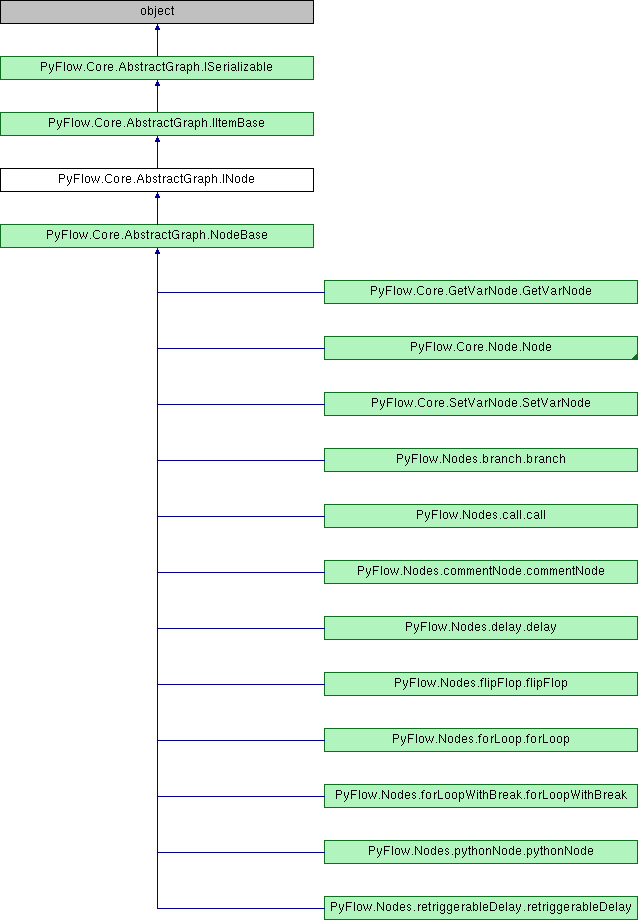 object
PyFlow.Core.AbstractGraph.ISerializable
PyFlow.Core.AbstractGraph.IItemBase
PyFlow.Core.AbstractGraph.INode
PyFlow.Core.AbstractGraph.NodeBase
PyFlow.Core.GetVarNode.GetVarNode
PyFlow.Core.Node.Node
PyFlow.Core.SetVarNode.SetVarNode
PyFlow.Nodes.branch.branch
PyFlow.Nodes.call.call
PyFlow.Nodes.commentNode.commentNode
PyFlow.Nodes.delay.delay
PyFlow.Nodes.flipFlop.flipFlop
PyFlow.Nodes.forLoop.forLoop
PyFlow.Nodes.forLoopWithBreak.forLoopWithBreak
PyFlow.Nodes.pythonNode.pythonNode
PyFlow.Nodes.retriggerableDelay.retriggerableDelay